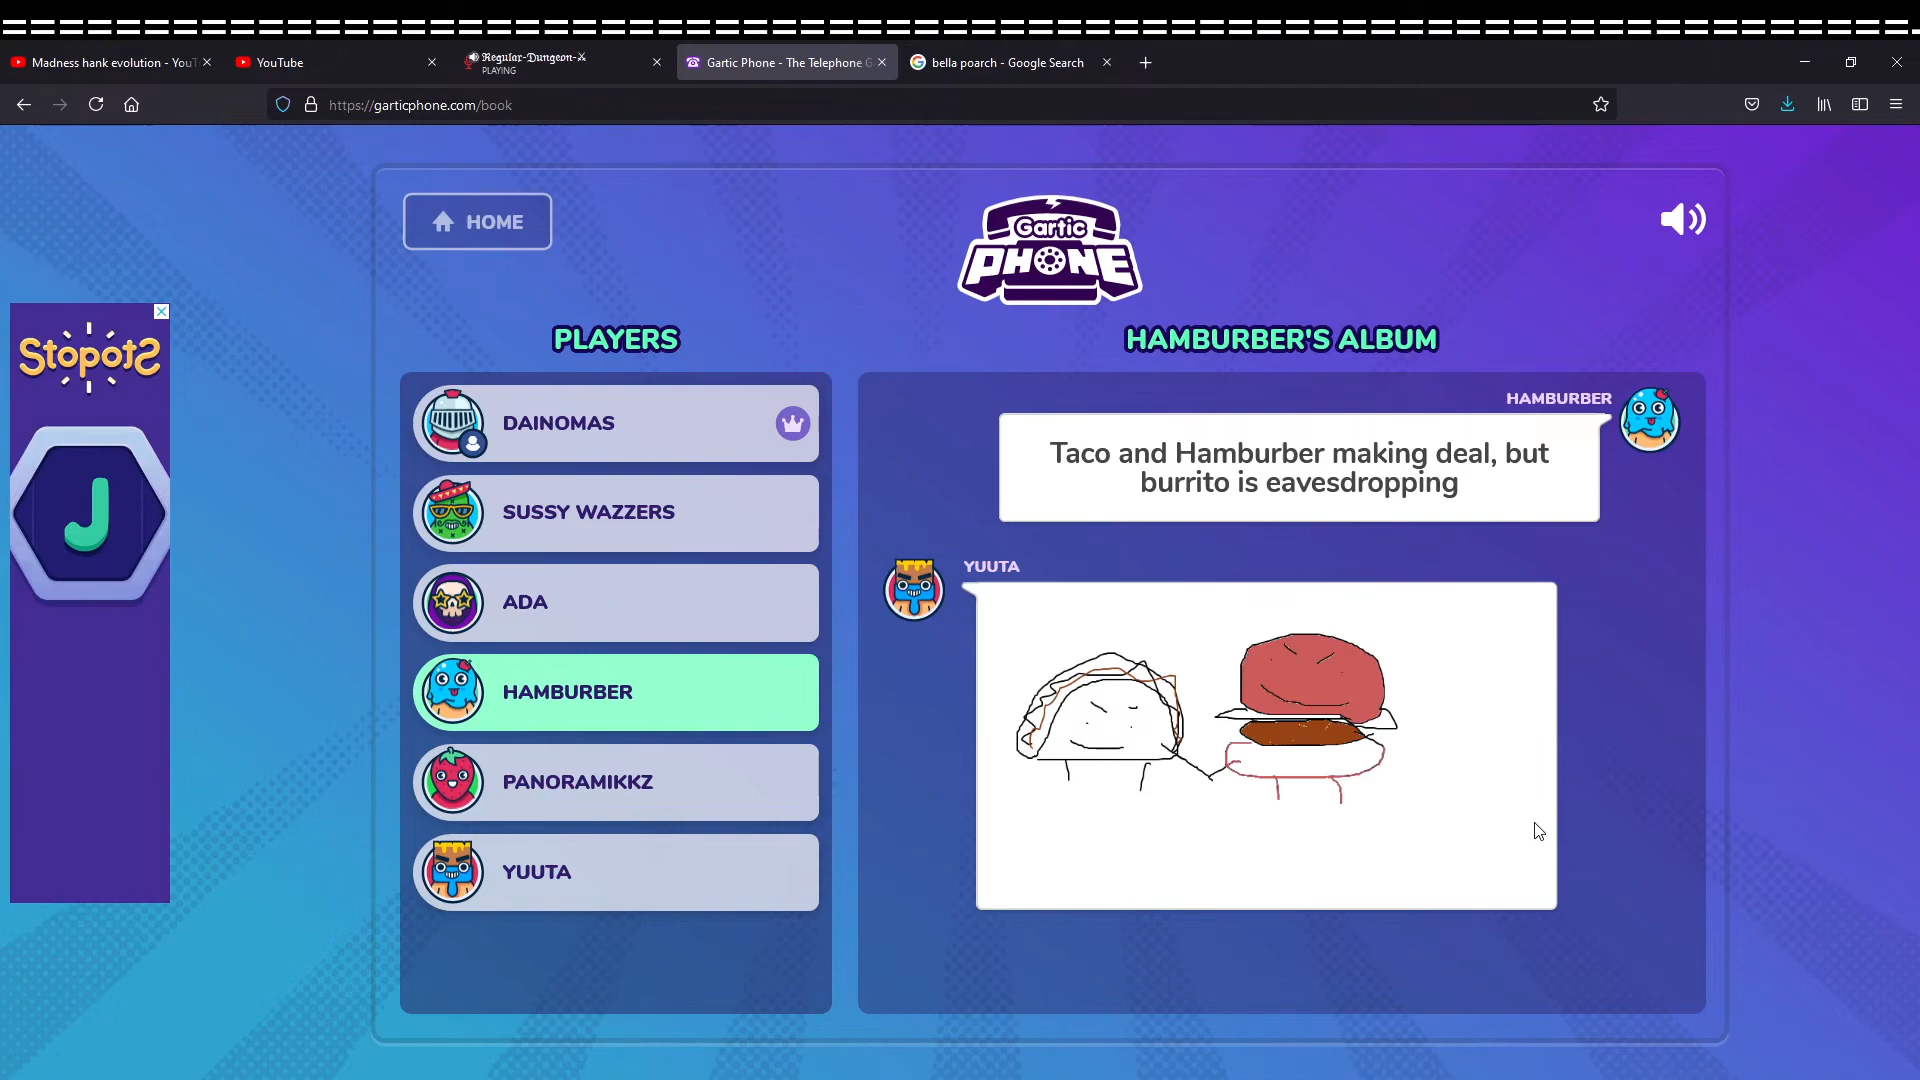 Madness hank evolution - YouT
YouTube
Regular-Dungeon-⚔
PLAYING
Gartic Phone - The Telephone G
bella poarch - Google Search
https://garticphone.com/book
HOME
Gartic
PHONE
StopotS
J
PLAYERS
DAINOMAS
SUSSY WAZZERS
ADA
HAMBURBER
PANORAMIKKZ
YUUTA
HAMBURBER'S ALBUM
HAMBURBER
Taco and Hamburber making deal, but
burrito is eavesdropping
YUUTA